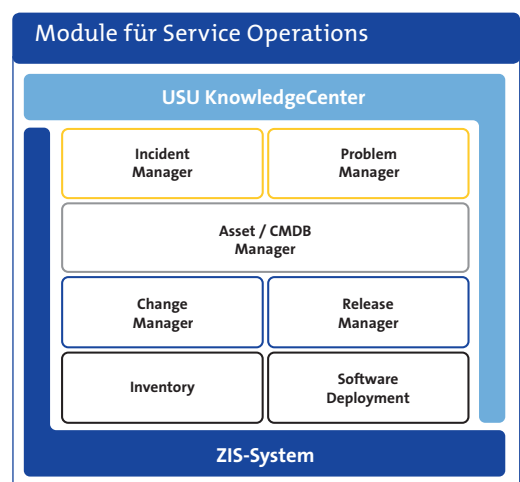 Module für Service Operations
USU KnowledgeCenter
Incident
Manager
Problem
Manager
Asset / CMDB
Manager
Change
Manager
Release
Manager
Inventory
Software
Deployment
ZIS-System